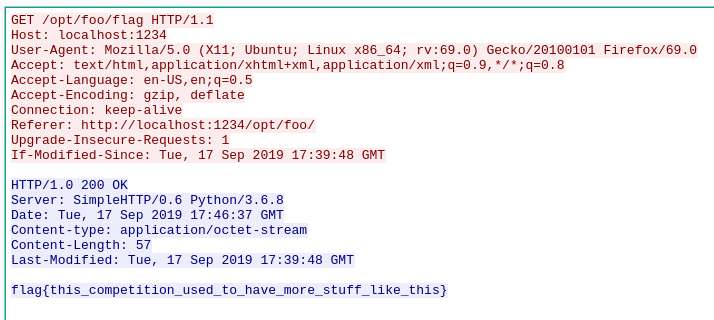 GET /opt/foo/flag HTTP/1.1
Host: localhost:1234
User-Agent: Mozilla/5.0 (X11; Ubuntu; Linux x86_64; rv:69.0) Gecko/20100101 Firefox/69.0
Accept: text/html,application/xhtml+xml,application/xml;q=0.9,*/*;q=0.8
Accept-Language: en-US,en;q=0.5
Accept-Encoding: gzip, deflate
Connection: keep-alive
Referer: http://localhost:1234/opt/foo/
Upgrade-Insecure-Requests: 1
If-Modified-Since: Tue, 17 Sep 2019 17:39:48 GMT
HTTP/1.0 200 OK
Server: SimpleHTTP/0.6 Python/3.6.8
Date: Tue, 17 Sep 2019 17:46:37 GMT
Content-type: application/octet-stream
Content-Length: 57
Last-Modified: Tue, 17 Sep 2019 17:39:48 GMT
flag{this_competition_used_to_have_more_stuff_like_this}